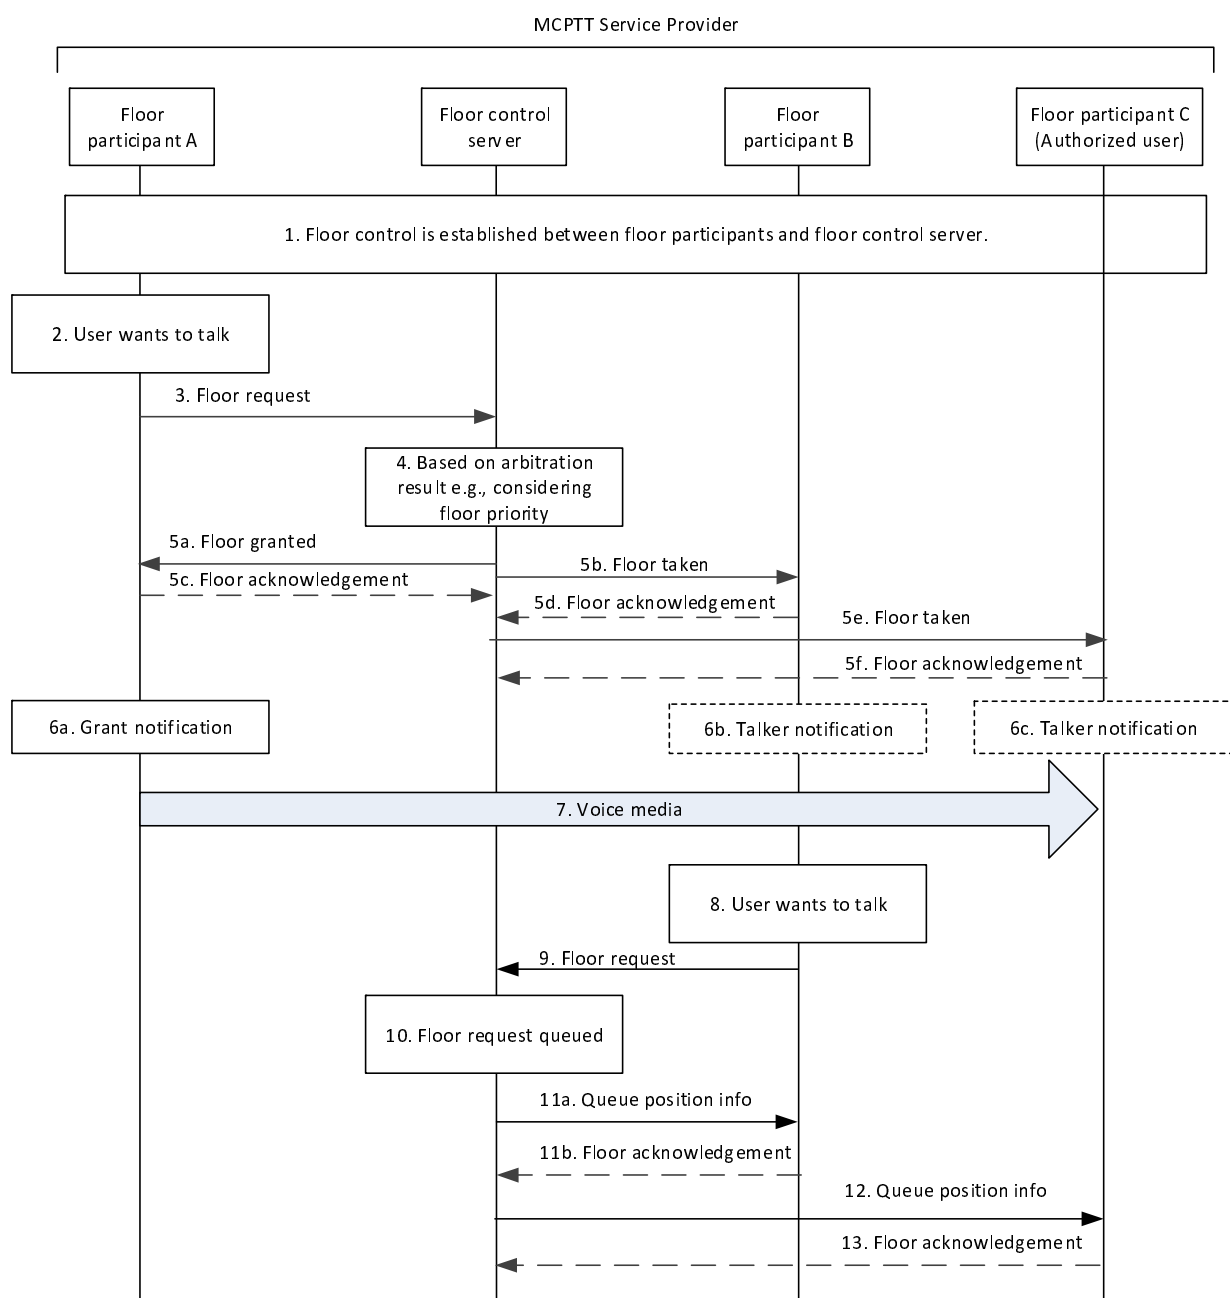 MCPTT Service Provider
Floor
participant A
Floor control
server
Floor
participant B
Floor participant C
(Authorized user)
1. Floor control is established between floor participants and floor control server.
2. User wants to talk
3. Floor request
4. Based on arbitration
result e.g., considering
floor priority
5a. Floor granted
5b. Floor taken
5c. Floor acknowledgement
5d. Floor acknowledgement
5e. Floor taken
5f. Floor acknowledgement
6a. Grant notification
6b. Talker notification
6c. Talker notification
7. Voice media
8. User wants to talk
9. Floor request
10. Floor request queued
11a. Queue position info
11b. Floor acknowledgement
12. Queue position info
13. Floor acknowledgement